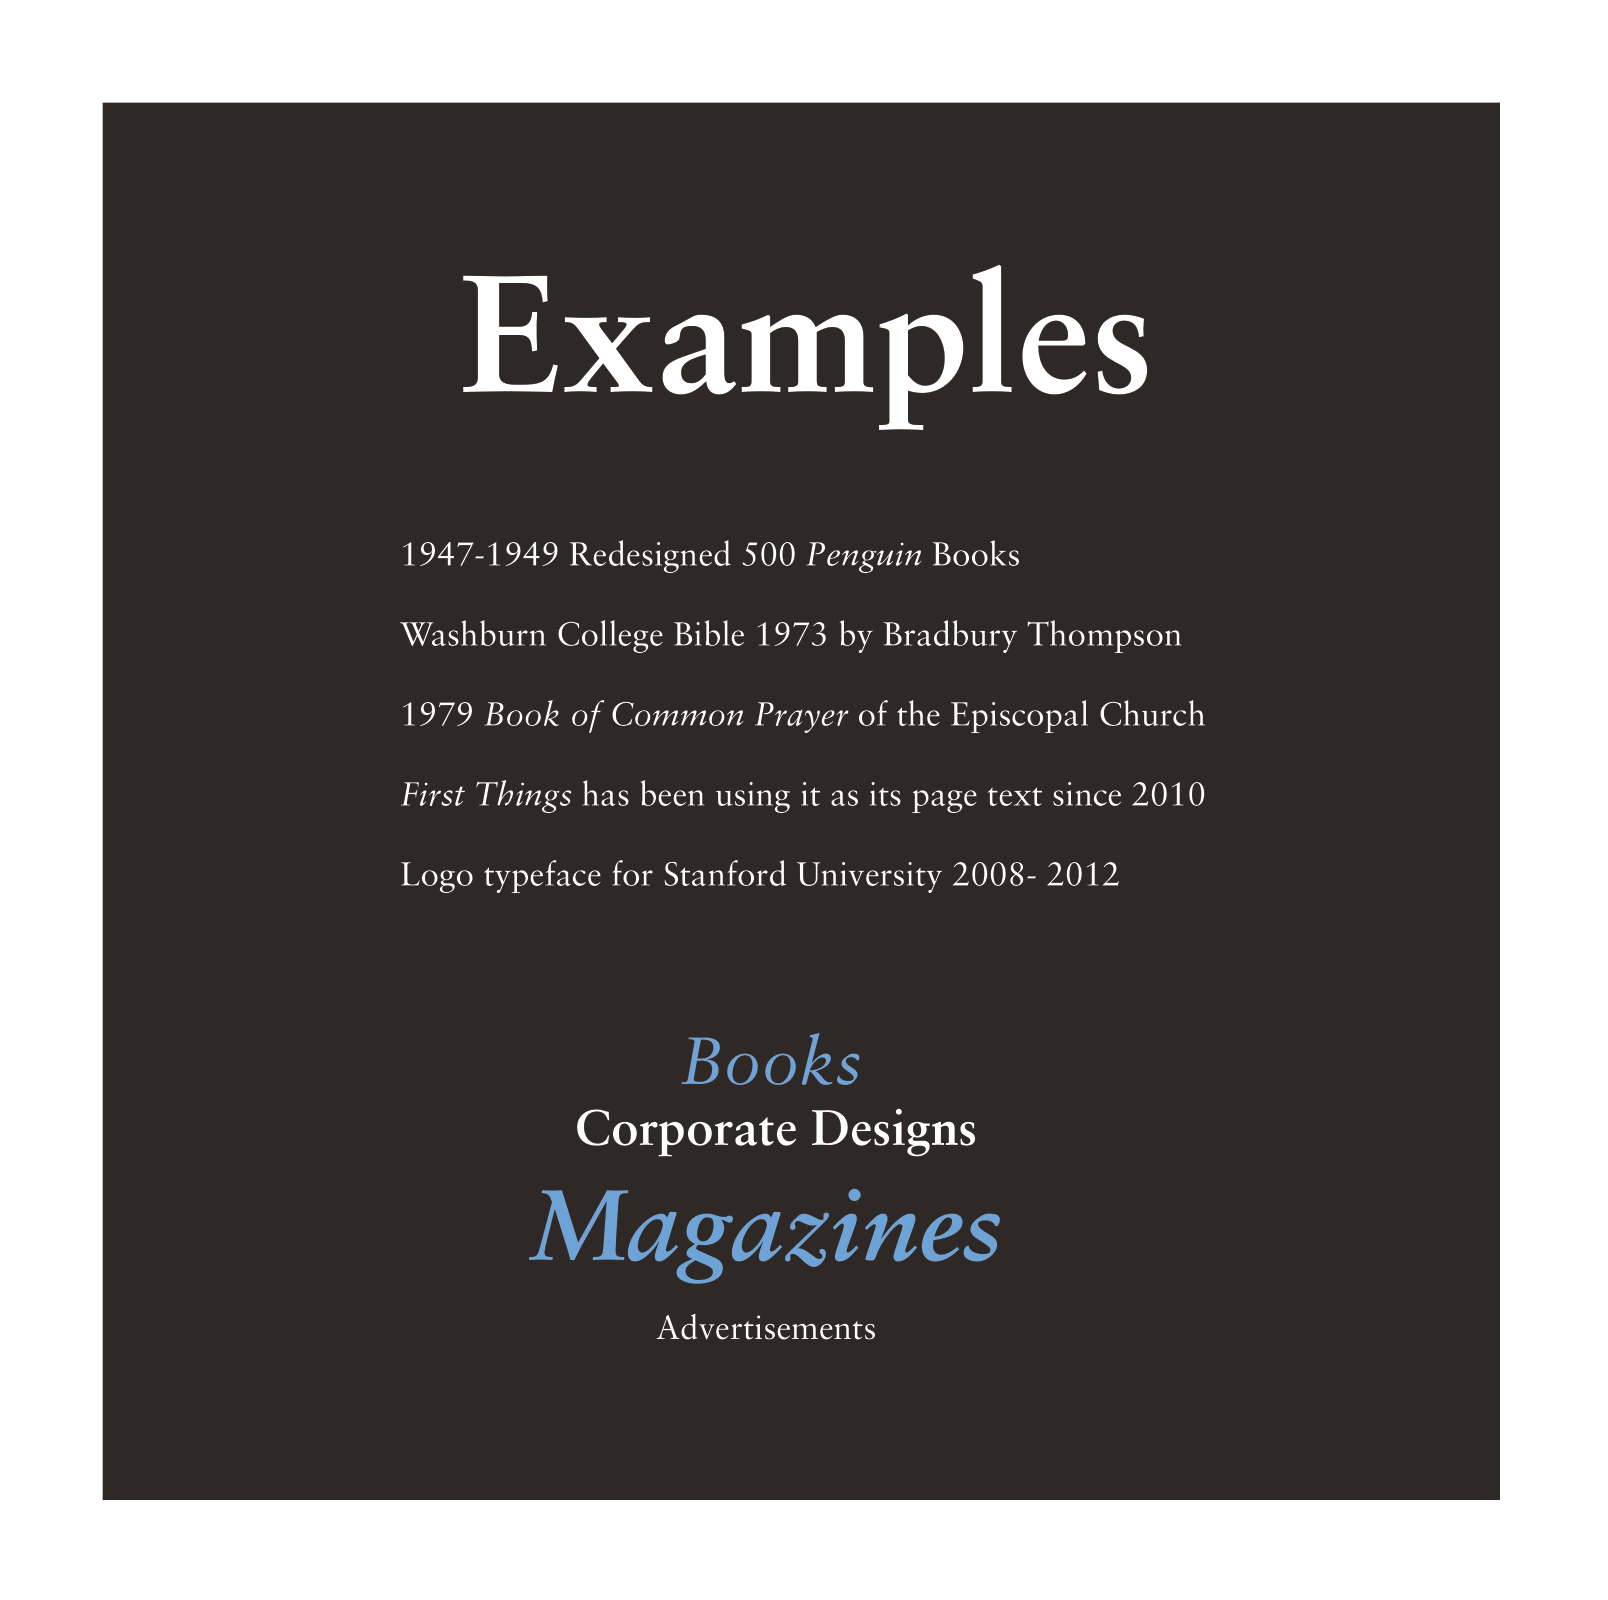 Examples
1947-1949 Redesigned 500 Penguin Books
Washburn College Bible 1973 by Bradbury Thompson
1979 Book of Common Prayer of the Episcopal Church
First Things has been using it as its page text since 2010
Logo typeface for Stanford University 2008- 2012
Books
Corporate Designs
Magazines
Advertisements